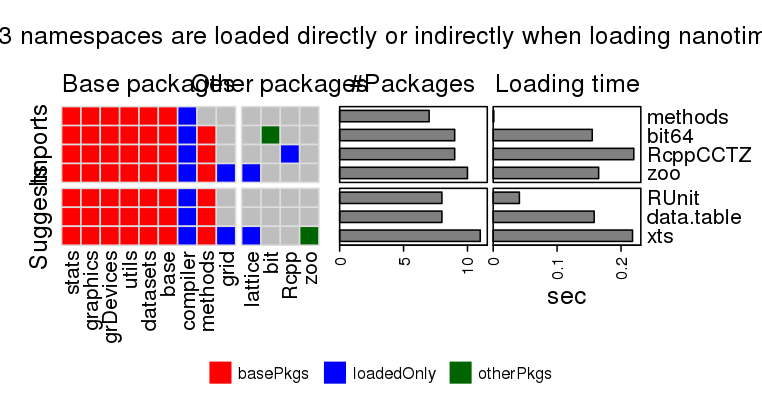 3 namespaces are loaded directly or indirectly when loading nanotim
Base packages
Other packages
#Packages
Loading time
Imports
Suggests
methods
bit64
RcppCCTZ
zoo
RUnit
data.table
xts
stats
graphics
grDevices
utils
datasets
base
compiler
methods
grid
lattice
bit
Rcpp
zoo
0
5
10
0
0.1
0.2
sec
basePkgs
loadedOnly
otherPkgs